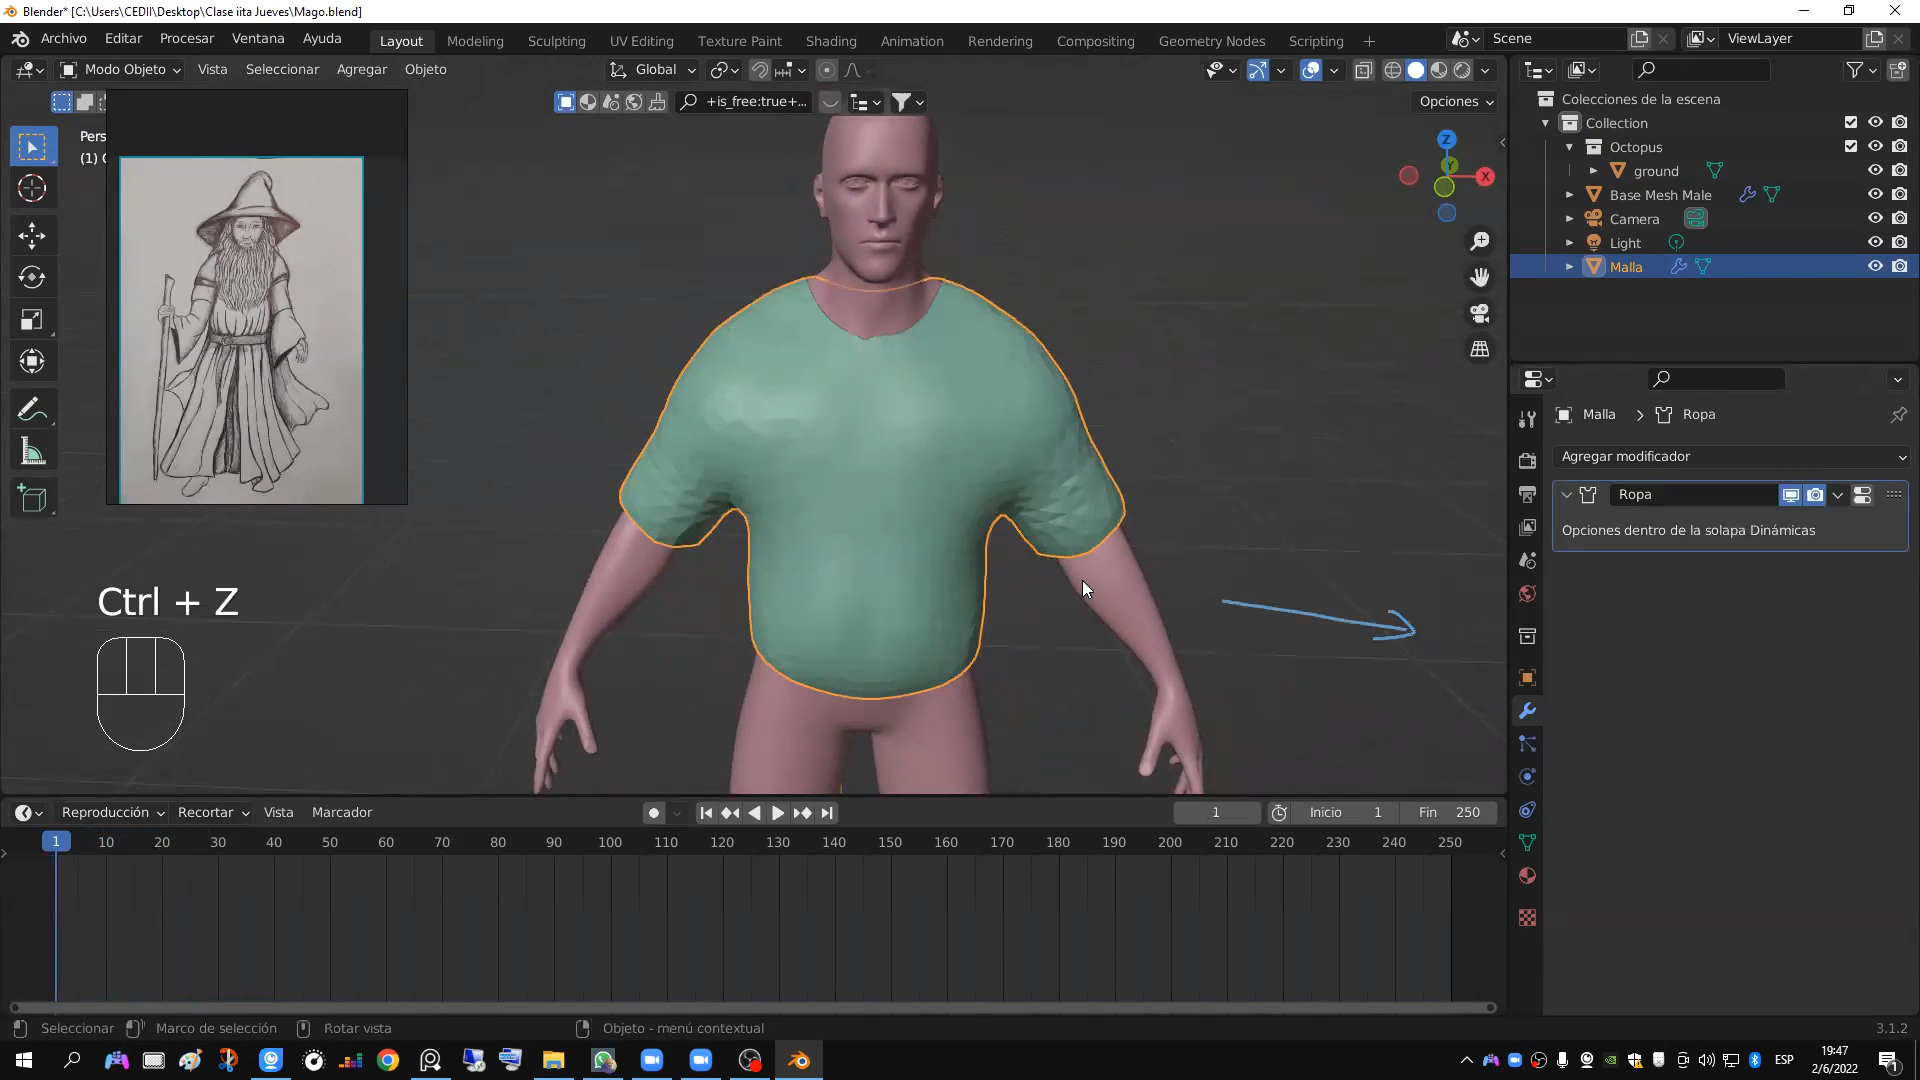 Blender* [C:\Users\CEDII\Desktop\Clase iita Jueves\Mago.blend]
Archivo Editar Procesar Ventana Ayuda Layout Modeling Sculpting UV Editing Texture Paint Shading Animation Rendering Compositing Geometry Nodes Scripting + Scene ViewLayer
Modo Objeto Vista Seleccionar Agregar Objeto Global
+is_free:true+... Opciones
Pers
(1) C
Z
Y
X
Colecciones de la escena
Collection
Octopus
ground
Base Mesh Male
Camera
Light
Malla
Malla > Ropa
Agregar modificador
Ropa
Opciones dentro de la solapa Dinámicas
Ctrl + Z
Reproducción Recortar Vista Marcador 1 Inicio 1 Fin 250
1 10 20 30 40 50 60 70 80 90 100 110 120 130 140 150 160 170 180 190 200 210 220 230 240 250
Seleccionar Marco de selección Rotar vista Objeto - menú contextual 3.1.2
ESP
19:47
2/6/2022
1